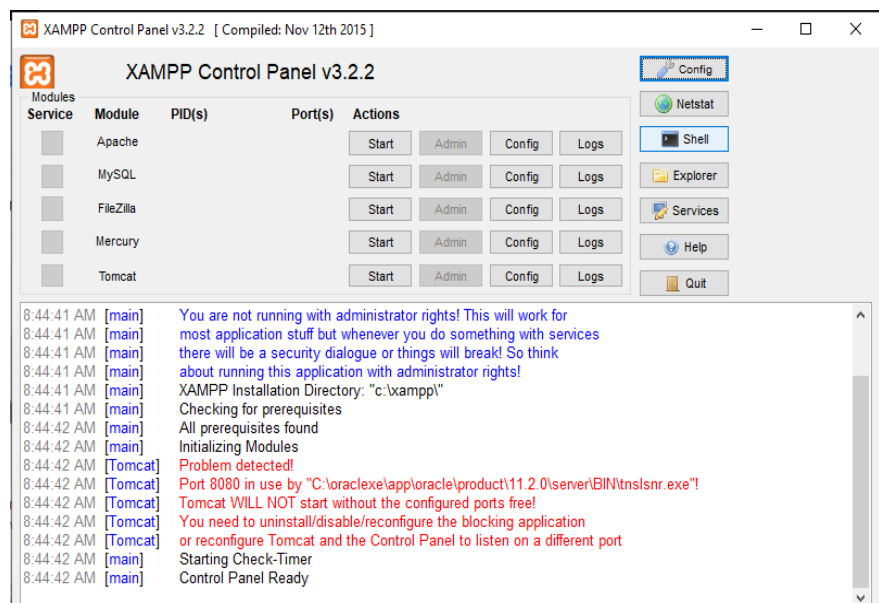 XAMPP Control Panel v3.2.2 [ Compiled: Nov 12th 2015 ]
XAMPP Control Panel v3.2.2
Config
Modules
Service Module PID(s) Port(s) Actions
Netstat
Apache Start Admin Config Logs
Shell
MySQL Start Admin Config Logs
Explorer
FileZilla Start Admin Config Logs
Services
Mercury Start Admin Config Logs
Help
Tomcat Start Admin Config Logs
Quit
8:44:41 AM [main] You are not running with administrator rights! This will work for
8:44:41 AM [main] most application stuff but whenever you do something with services
8:44:41 AM [main] there will be a security dialogue or things will break! So think
8:44:41 AM [main] about running this application with administrator rights!
8:44:41 AM [main] XAMPP Installation Directory: "c:\xampp\"
8:44:41 AM [main] Checking for prerequisites
8:44:42 AM [main] All prerequisites found
8:44:42 AM [main] Initializing Modules
8:44:42 AM [Tomcat] Problem detected!
8:44:42 AM [Tomcat] Port 8080 in use by "C:\oraclexe\app\oracle\product\11.2.0\server\BIN\tnslsnr.exe"!
8:44:42 AM [Tomcat] Tomcat WILL NOT start without the configured ports free!
8:44:42 AM [Tomcat] You need to uninstall/disable/reconfigure the blocking application
8:44:42 AM [Tomcat] or reconfigure Tomcat and the Control Panel to listen on a different port
8:44:42 AM [main] Starting Check-Timer
8:44:42 AM [main] Control Panel Ready